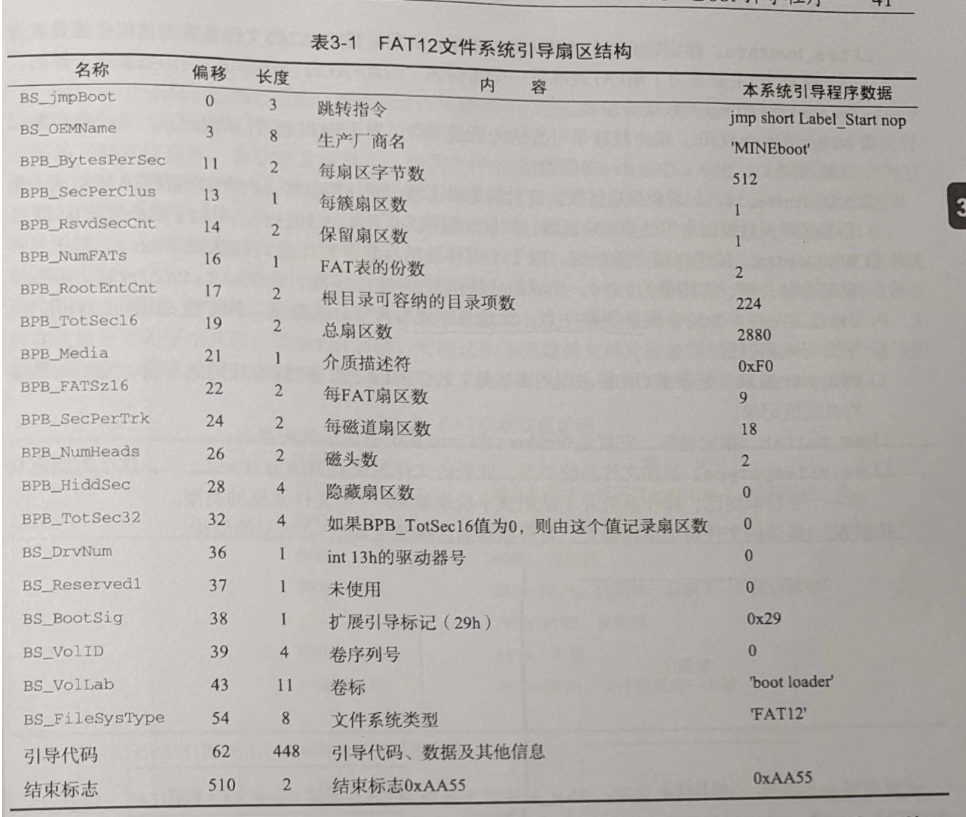 引导程序 41
表3-1 FAT12文件系统引导扇区结构
名称 偏移 长度 内 容 本系统引导程序数据
BS_jmpBoot 0 3 跳转指令 jmp short Label_Start nop
BS_OEMName 3 8 生产厂商名 'MINEboot'
BPB_BytesPerSec 11 2 每扇区字节数 512
BPB_SecPerClus 13 1 每簇扇区数 1
BPB_RsvdSecCnt 14 2 保留扇区数 1
BPB_NumFATs 16 1 FAT表的份数 2
BPB_RootEntCnt 17 2 根目录可容纳的目录项数 224
BPB_TotSec16 19 2 总扇区数 2880
BPB_Media 21 1 介质描述符 0xF0
BPB_FATSz16 22 2 每FAT扇区数 9
BPB_SecPerTrk 24 2 每磁道扇区数 18
BPB_NumHeads 26 2 磁头数 2
BPB_HiddSec 28 4 隐藏扇区数 0
BPB_TotSec32 32 4 如果BPB_TotSec16值为0，则由这个值记录扇区数 0
BS_DrvNum 36 1 int 13h的驱动器号 0
BS_Reserved1 37 1 未使用 0
BS_BootSig 38 1 扩展引导标记（29h） 0x29
BS_VolID 39 4 卷序列号 0
BS_VolLab 43 11 卷标 'boot loader'
BS_FileSysType 54 8 文件系统类型 'FAT12'
引导代码 62 448 引导代码、数据及其他信息
结束标志 510 2 结束标志0xAA55 0xAA55
3